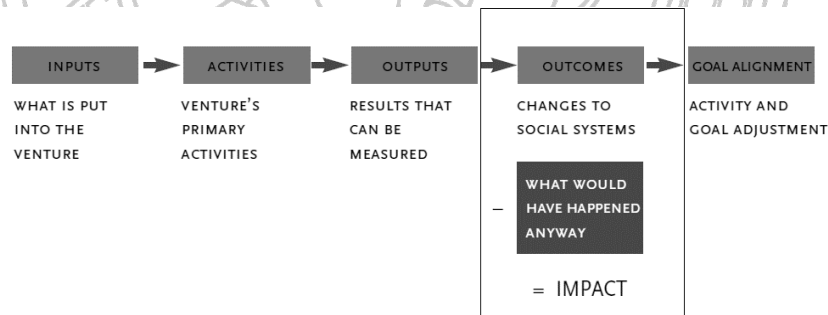 INPUTS
WHAT IS PUT
INTO THE
VENTURE
ACTIVITIES
VENTURE'S
PRIMARY
ACTIVITIES
OUTPUTS
RESULTS THAT
CAN BE
MEASURED
OUTCOMES
CHANGES TO
SOCIAL SYSTEMS
– WHAT WOULD
HAVE HAPPENED
ANYWAY
= IMPACT
GOAL ALIGNMENT
ACTIVITY AND
GOAL ADJUSTMENT